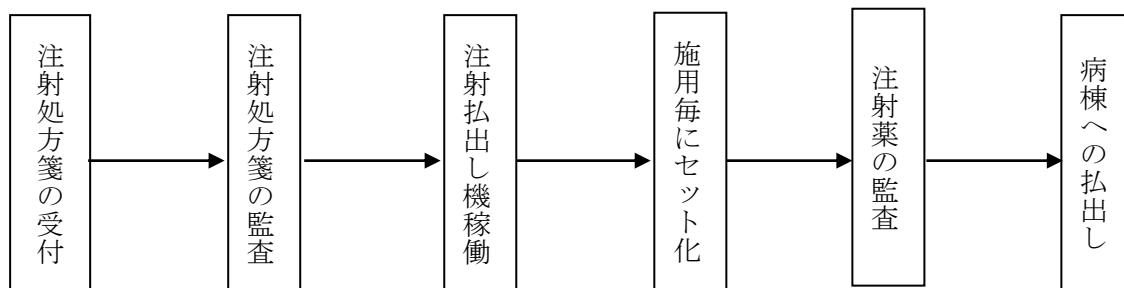 注射処方箋の受付
注射処方箋の監査
注射払出し機稼働
施用毎にセット化
注射薬の監査
病棟への払出し